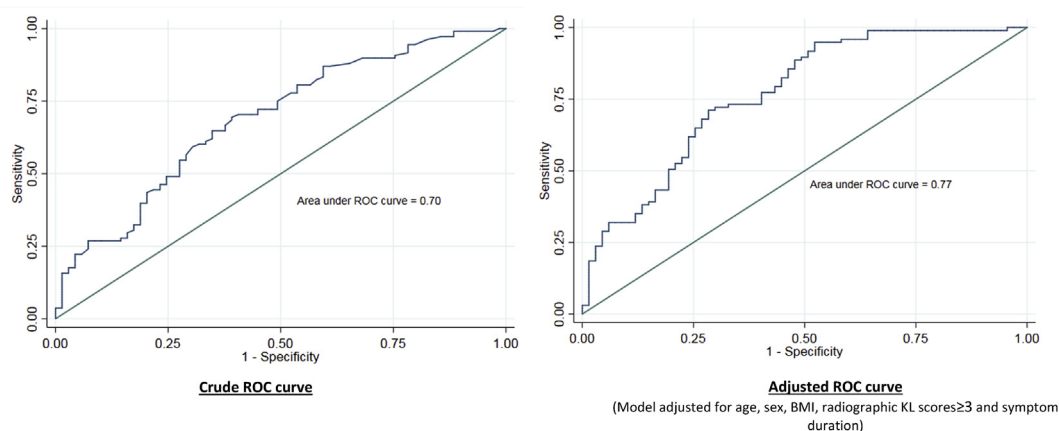 1.00
0.75
0.50
0.25
0.00
Sensitivity
Area under ROC curve = 0.70
0.00
0.25
0.50
0.75
1.00
1 - Specificity
Crude ROC curve
1.00
0.75
0.50
0.25
0.00
Sensitivity
Area under ROC curve = 0.77
0.00
0.25
0.50
0.75
1.00
1 - Specificity
Adjusted ROC curve
(Model adjusted for age, sex, BMI, radiographic KL scores≥3 and symptom
duration)